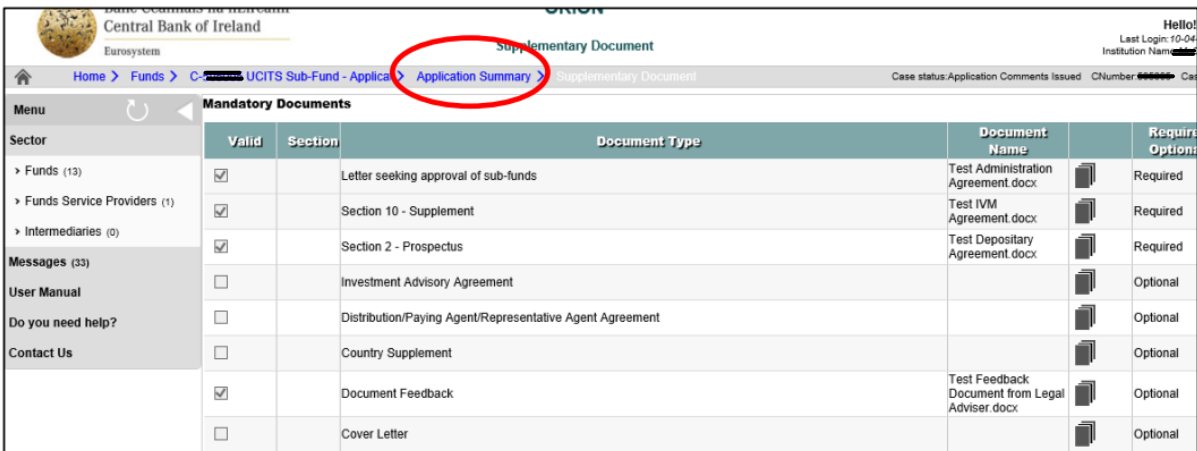 Banc Ceannais na hÉireann
Central Bank of Ireland
Eurosystem
ORION
Supplementary Document
Hello!
Last Login: 10-04
Institution Name
Home > Funds > C- UCITS Sub-Fund - Applicat > Application Summary > Supplementary Document
Case status:Application Comments Issued CNumber: Cas
Menu
Sector
> Funds (13)
> Funds Service Providers (1)
> Intermediaries (0)
Messages (33)
User Manual
Do you need help?
Contact Us
Mandatory Documents
Valid Section Document Type Document Name Require Optiona
Letter seeking approval of sub-funds Test Administration Agreement.docx Required
Section 10 - Supplement Test IVM Agreement.docx Required
Section 2 - Prospectus Test Depositary Agreement.docx Required
Investment Advisory Agreement Optional
Distribution/Paying Agent/Representative Agent Agreement Optional
Country Supplement Optional
Document Feedback Test Feedback Document from Legal Adviser.docx Optional
Cover Letter Optional